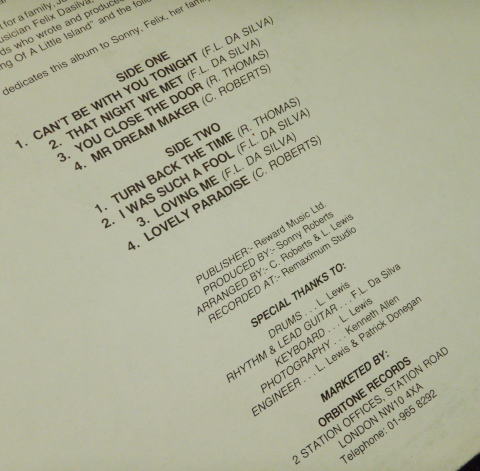 l for a family, J
usician Felix Dasilva,
ds who wrote and produc
ng Of A Little Island" and the follo
dedicates this album to Sonny, Felix, her family
SIDE ONE
1. CAN'T BE WITH YOU TONIGHT (F.L. DA SILVA)
2. THAT NIGHT WE MET (F.L. DA SILVA)
3. YOU CLOSE THE DOOR (R. THOMAS)
4. MR DREAM MAKER (C. ROBERTS)
SIDE TWO
1. TURN BACK THE TIME (R. THOMAS)
2. I WAS SUCH A FOOL (F.L. DA SILVA)
3. LOVING ME (F.L. DA SILVA)
4. LOVELY PARADISE (C. ROBERTS)
PUBLISHER:- Reward Music Ltd.
PRODUCED BY:- Sonny Roberts
ARRANGED BY:- C. Roberts & L. Lewis
RECORDED AT:- Remaximum Studio
SPECIAL THANKS TO:
DRUMS . . . L. Lewis
RHYTHM & LEAD GUITAR . . . F.L. Da Silva
KEYBOARD . . . L. Lewis
PHOTOGRAPHY . . . Kenneth Allen
ENGINEER . . . L. Lewis & Patrick Donegan
MARKETED BY:
ORBITONE RECORDS
2 STATION OFFICES, STATION ROAD
LONDON NW10 4XA
Telephone: 01-965 8292